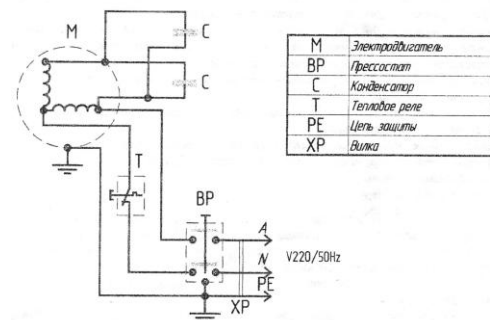 M
C
C
T
BP
A
N
V220/50Hz
PE
XP
M Электродвигатель
BP Прессостат
C Конденсатор
T Тепловое реле
PE Цепь защиты
XP Вилка